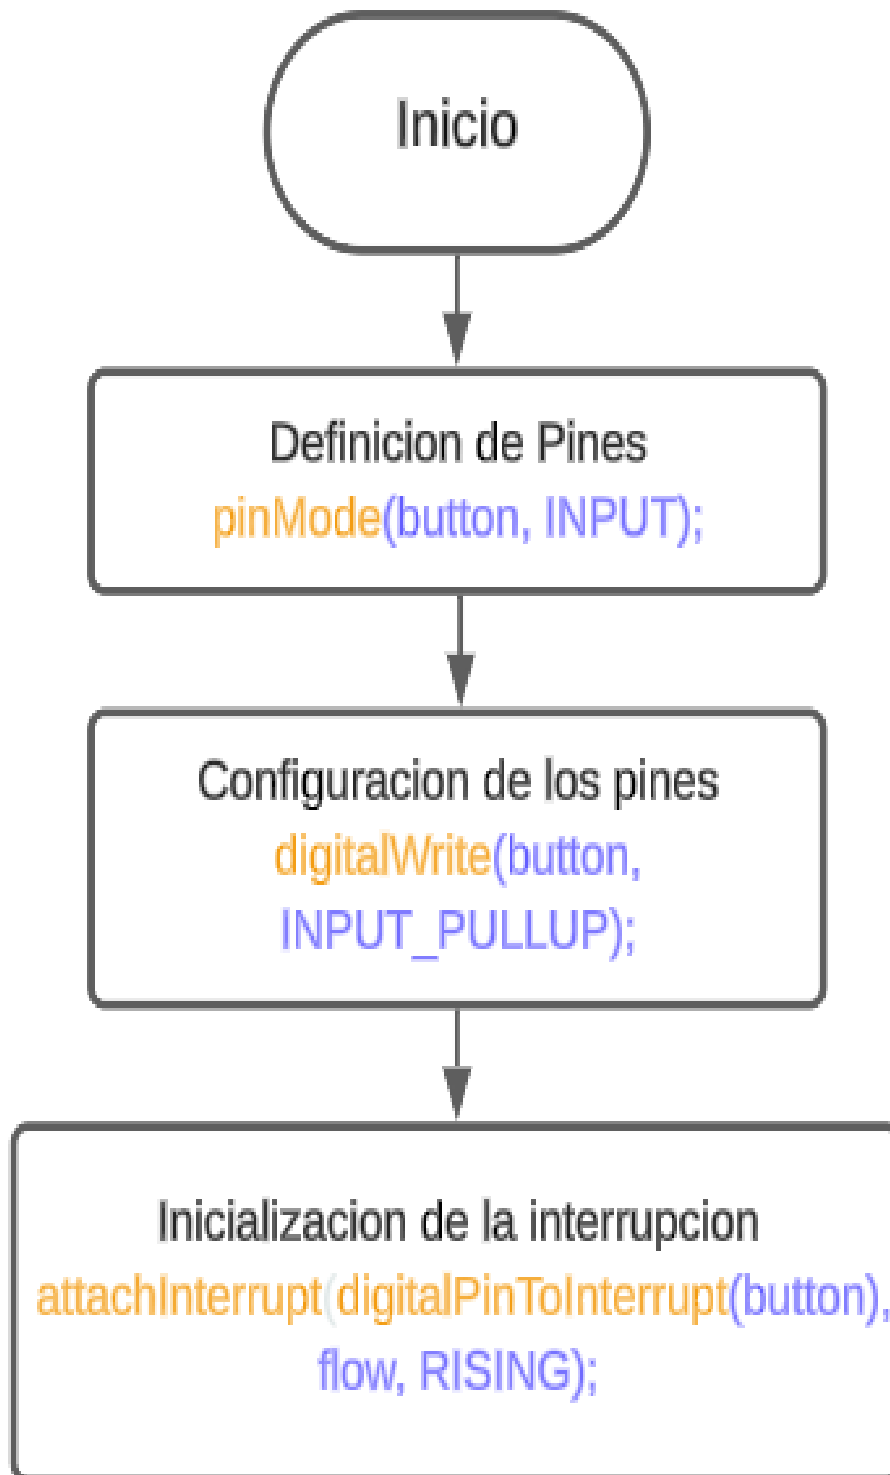 Inicio
Definicion de Pines
pinMode(button, INPUT);
Configuracion de los pines
digitalWrite(button,
INPUT_PULLUP);
Inicializacion de la interrupcion
attachInterrupt(digitalPinToInterrupt(button),
flow, RISING);